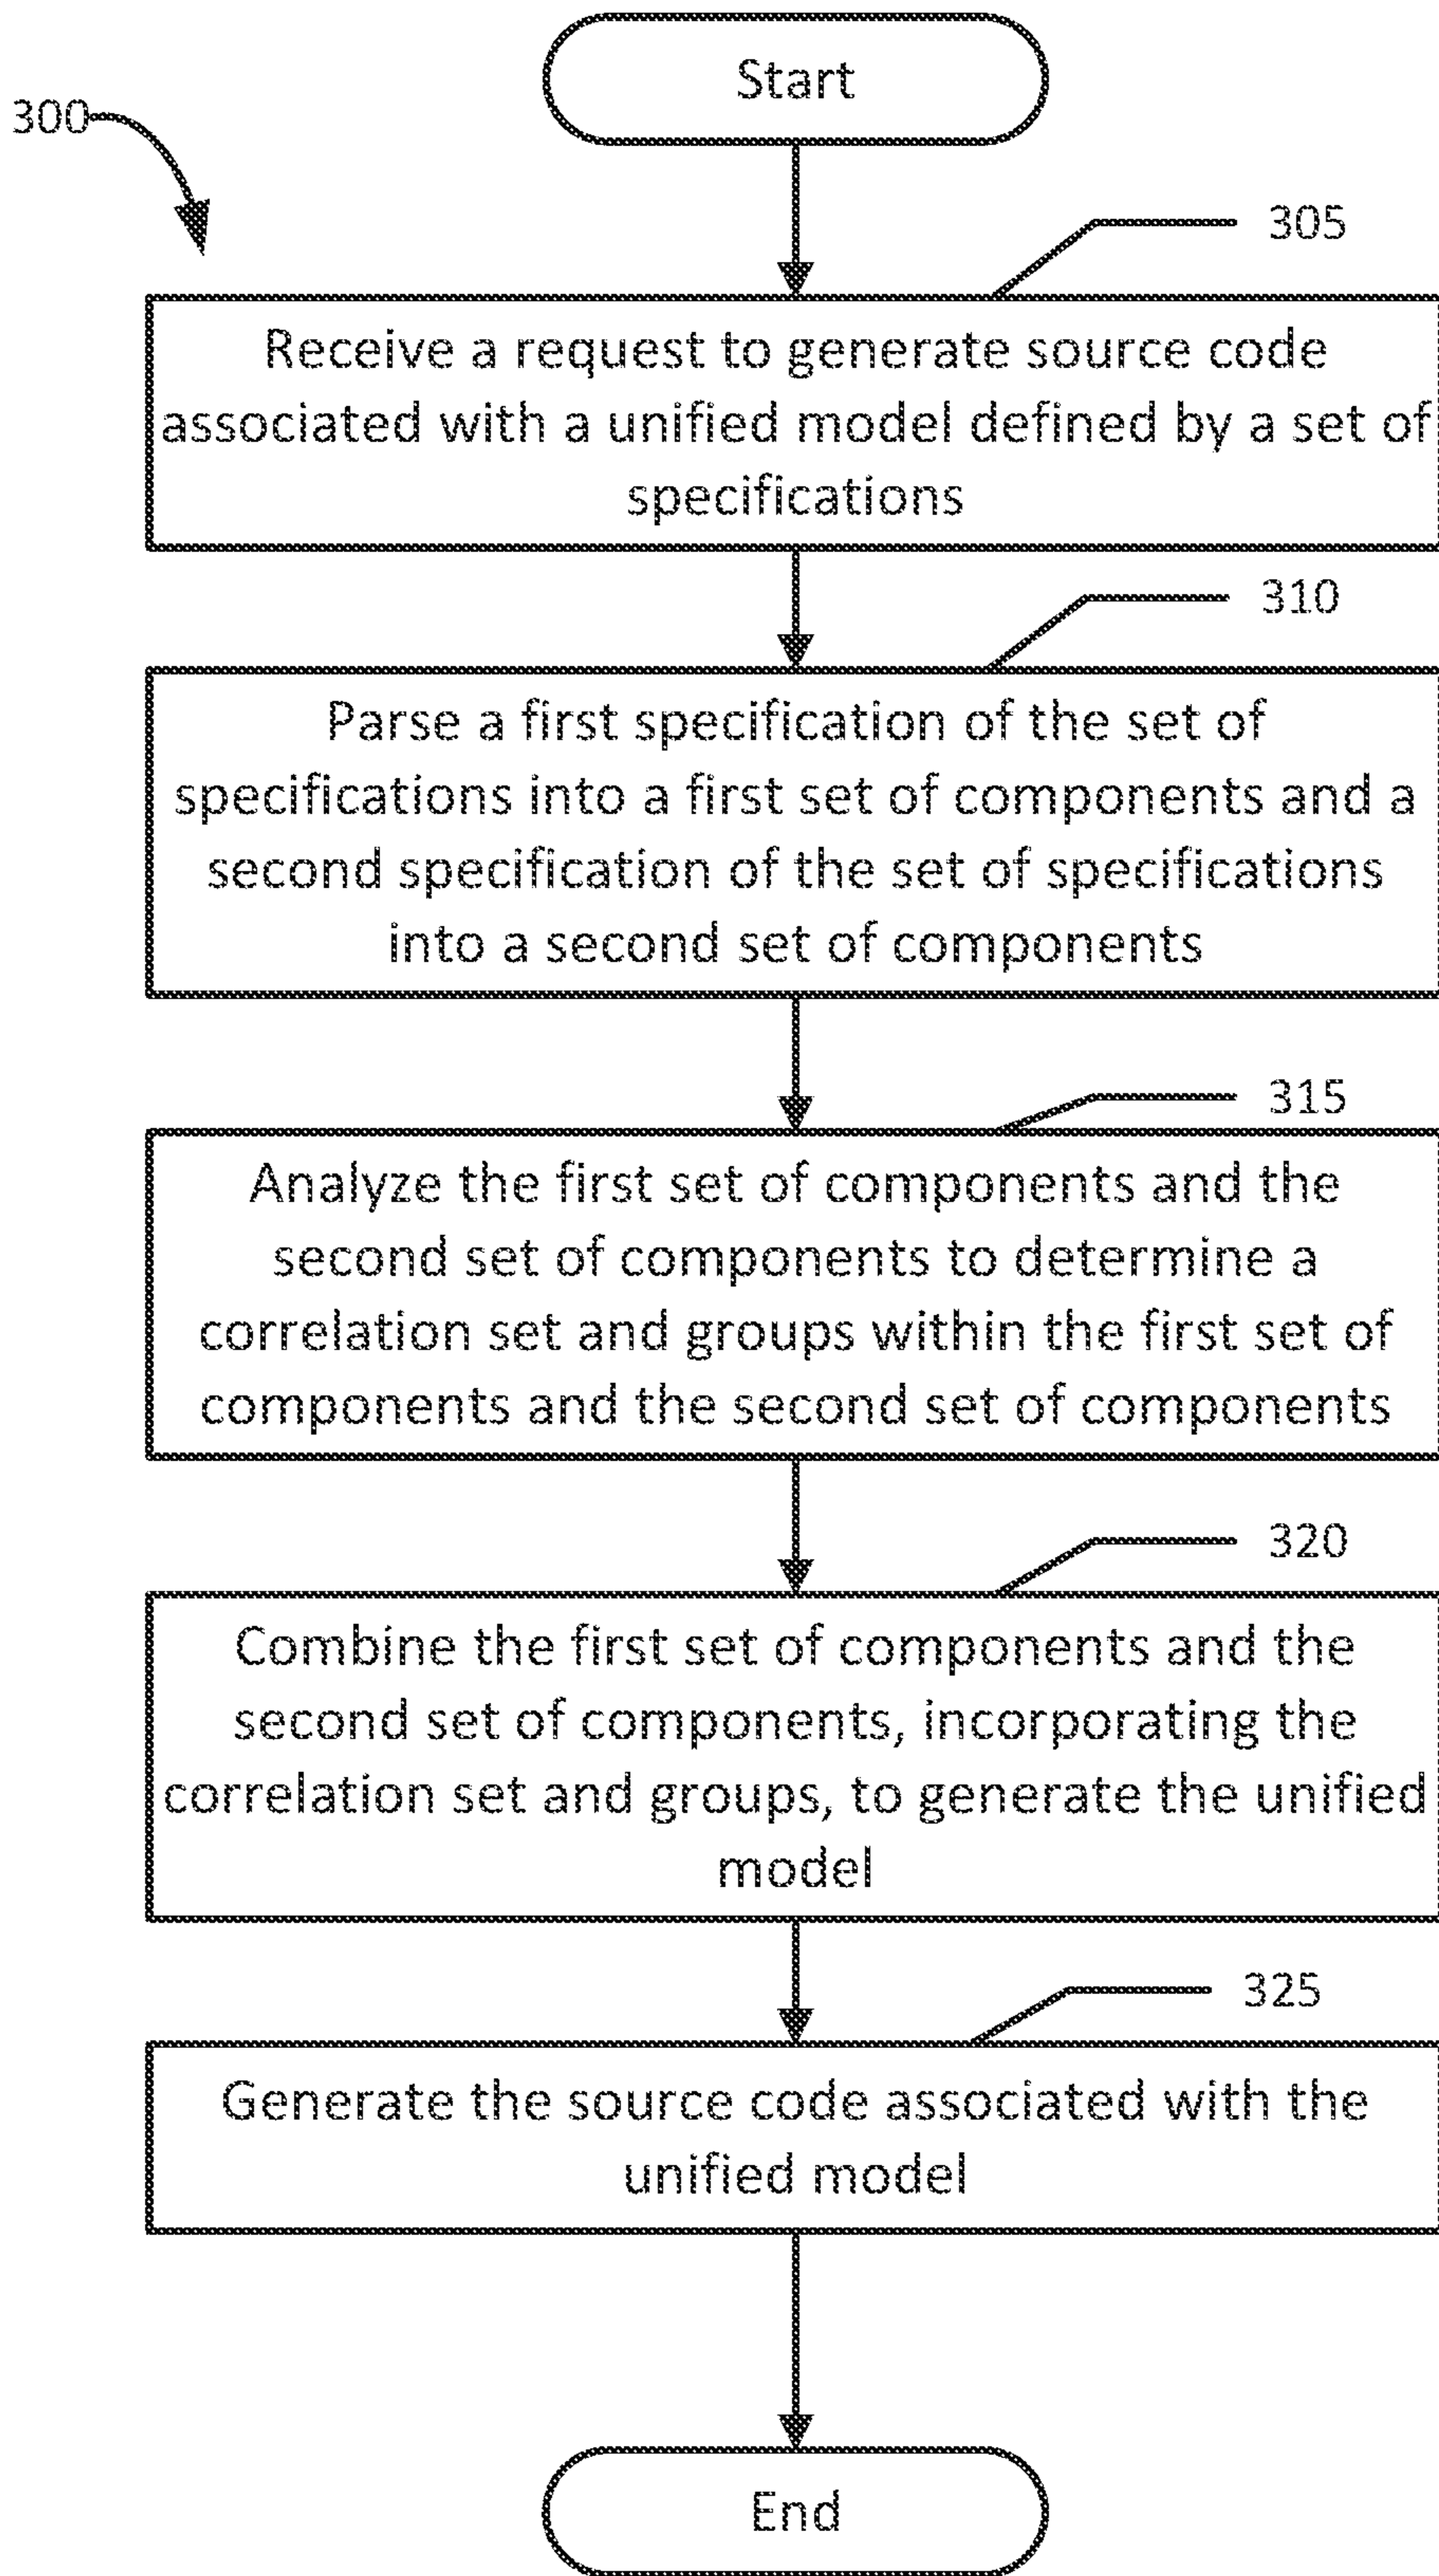 Start
300
305
Receive a request to generate source code
associated with a unified model defined by a set of
specifications
310
Parse a first specification of the set of
specifications into a first set of components and a
second specification of the set of specifications
into a second set of components
315
Analyze the first set of components and the
second set of components to determine a
correlation set and groups within the first set of
components and the second set of components
320
Combine the first set of components and the
second set of components, incorporating the
correlation set and groups, to generate the unified
model
325
Generate the source code associated with the
unified model
End